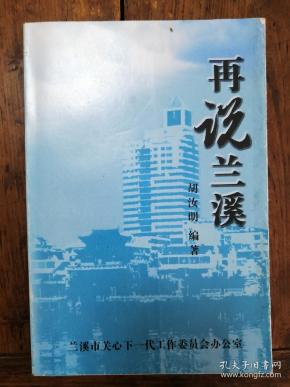 再说兰溪
胡汝明 编著
兰溪市关心下一代工作委员会办公室
孔夫子旧书网